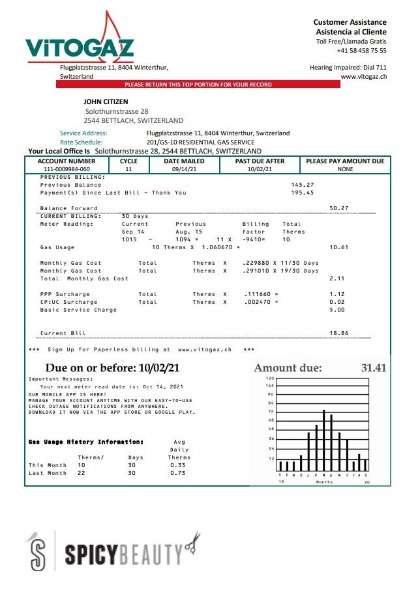 ViTOGAZ
Customer Assistance
Asistencia al Cliente
Toll Free/Llamada Gratis
+41 58 458 75 55
Flugplatzstrasse 11, 8404 Winterthur,
Switzerland
Hearing Impaired: Dial 711
www.vitogaz.ch
PLEASE RETURN THIS TOP PORTION FOR YOUR RECORD
JOHN CITIZEN
Solothurnstrasse 28
2544 BETTLACH, SWITZERLAND
Service Address: Flugplatzstrasse 11, 8404 Winterthur, Switzerland
Rate Schedule: 201/GS-10 RESIDENTIAL GAS SERVICE
Your Local Office Is Solothurnstrasse 28, 2544 BETTLACH, SWITZERLAND
ACCOUNT NUMBER CYCLE DATE MAILED PAST DUE AFTER PLEASE PAY AMOUNT DUE
111-0009984-060 11 09/14/21 10/02/21 NONE
PREVIOUS BILLING:
Previous Balance 145.27
Payment(s) Since Last Bill - Thank You 195.45
Balance Forward 50.27
CURRENT BILLING: 30 Days
Meter Reading: Current Previous Billing Total
Sep 14 Aug. 15 Factor Therms
1015 - 1094 = 11 X -9410= 10
Gas Usage 10 Therms X 1.060670 = 10.61
Monthly Gas Cost Total Therms X .229880 X 11/30 Days
Monthly Gas Cost Total Therms X .291010 X 19/30 Days
Total Monthly Gas Cost 2.11
PPP Surcharge Total Therms X .111660 = 1.12
CP:UC Surcharge Total Therms X .002470 = 0.02
Basic Service Charge 5.00
Current Bill 18.86
*** Sign Up for Paperless billing at www.vitogaz.ch ***
Due on or before: 10/02/21 Amount due: 31.41
Important Messages:
Your next meter read date is: Oct 14, 2021
OUR MOBILE APP IS HERE!
MANAGE YOUR ACCOUNT ANYTIME WITH OUR EASY-TO-USE
CHECK OUTAGE NOTIFICATIONS FROM ANYWHERE.
DOWNLOAD IT NOW VIA THE APP STORE OR GOOGLE PLAY.
Gas Usage History Information: Avg
Daily
Therms/ Days Therms
This Month 10 30 0.33
Last Month 22 30 0.73
Months
SPICYBEAUTY